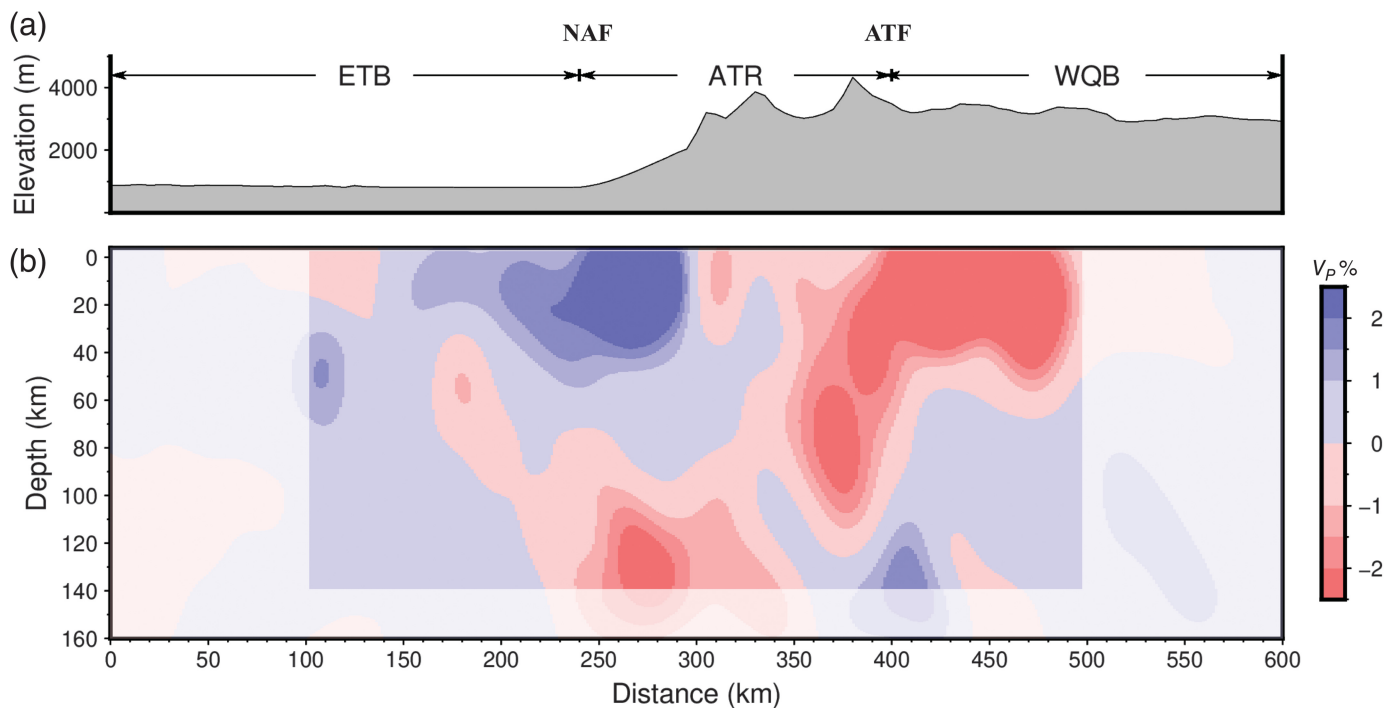 (a)
NAF
ATF
ETB
ATR
WQB
Elevation (m)
4000
2000
(b)
Depth (km)
0
20
40
60
80
100
120
140
160
0 50 100 150 200 250 300 350 400 450 500 550 600
Distance (km)
VP %
2
1
0
−1
−2